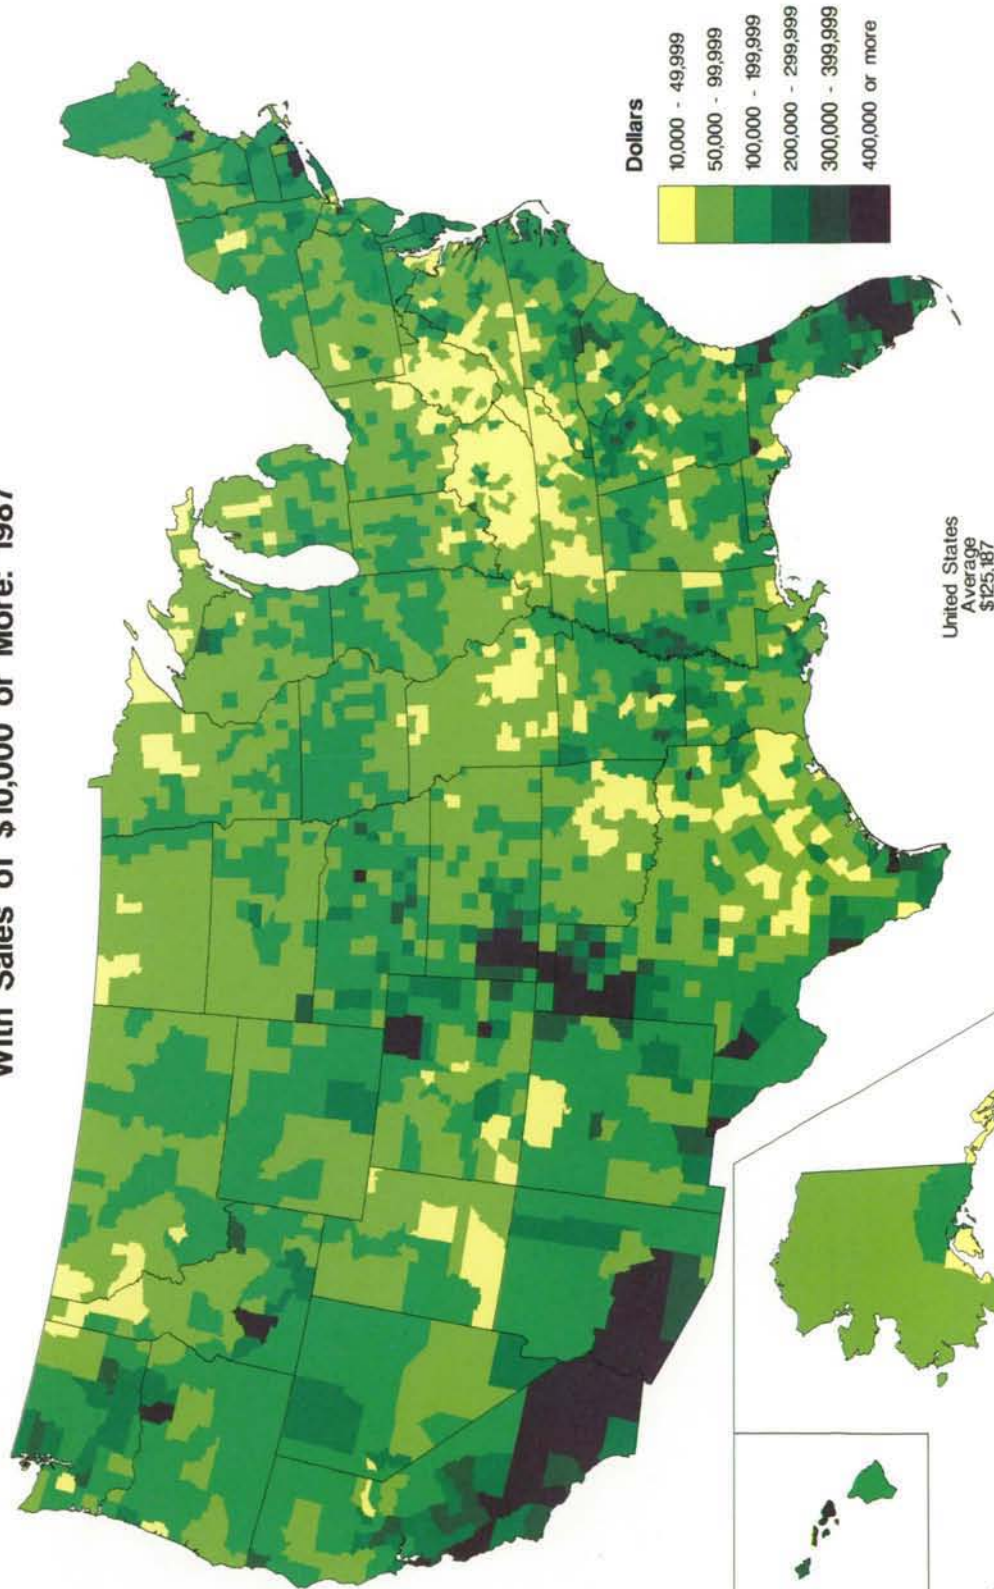 With Sales of $10,000 or More: 1987
Dollars
10,000 - 49,999
50,000 - 99,999
100,000 - 199,999
200,000 - 299,999
300,000 - 399,999
400,000 or more
United States
Average
$125,187